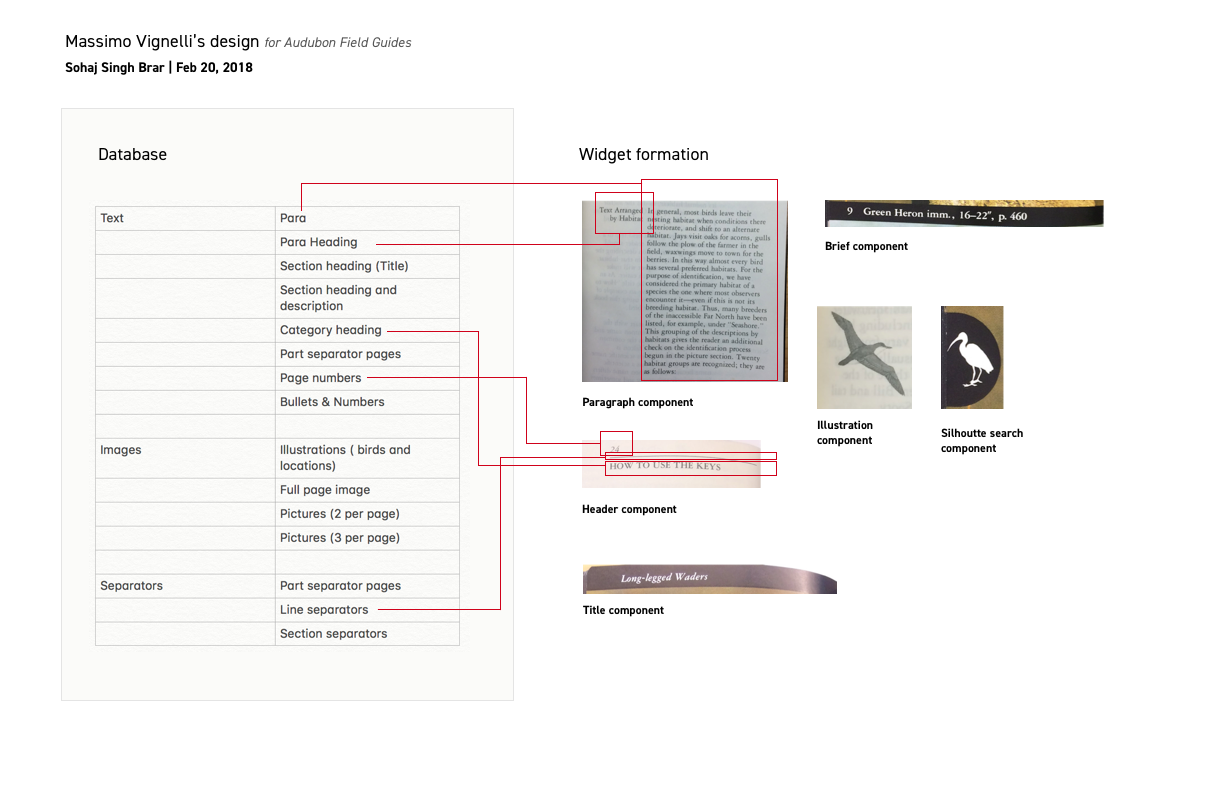 Massimo Vignelli's design for Audubon Field Guides
Sohaj Singh Brar | Feb 20, 2018
Database
Text
Para
Para Heading
Section heading (Title)
Section heading and
description
Category heading
Part separator pages
Page numbers
Bullets & Numbers
Images
Illustrations ( birds and
locations)
Full page image
Pictures (2 per page)
Pictures (3 per page)
Separators
Part separator pages
Line separators
Section separators
Widget formation
Text Arranged
by Habitat
In general, most birds leave their
nesting habitat when conditions there
deteriorate, and shift to an alternate
habitat. Jays visit oaks for acorns, gulls
follow the plow of the farmer in the
field, waxwings move to town for the
berries. In this way almost every bird
has several preferred habitats. For the
purpose of identification, we have
considered the primary habitat of a
species the one where most observers
encounter it—even if this is not its
breeding habitat. Thus, many breeders
of the inaccessible Far North have been
listed, for example, under "Seashore."
This grouping of the descriptions by
habitats gives the reader an additional
check on the identification process
begun in the picture section. Twenty
habitat groups are recognized; they are
as follows:
Paragraph component
24
HOW TO USE THE KEYS
Header component
Long-legged Waders
Title component
9 Green Heron imm., 16–22", p. 460
Brief component
Illustration
component
Silhoutte search
component